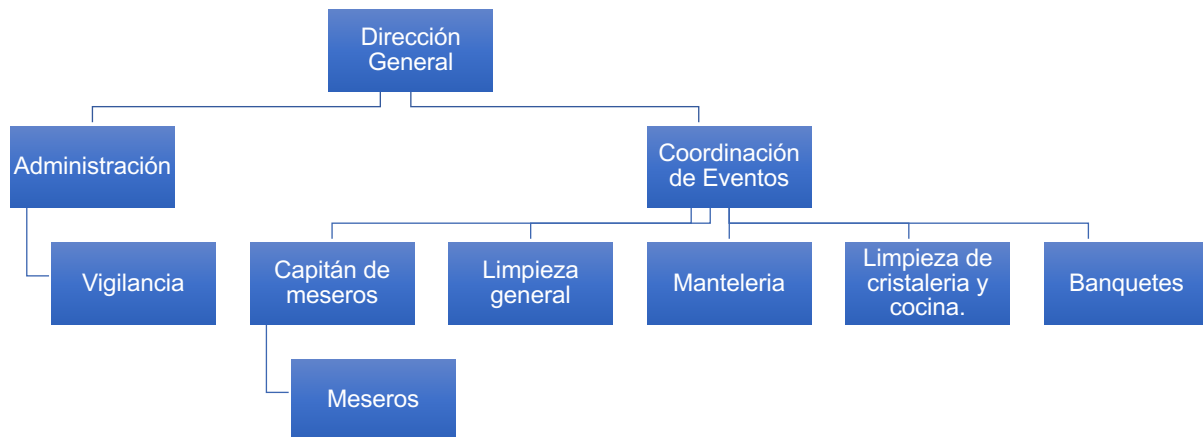 Dirección
General
Administración
Coordinación
de Eventos
Vigilancia
Capitán de
meseros
Limpieza
general
Manteleria
Limpieza de
cristaleria y
cocina.
Banquetes
Meseros